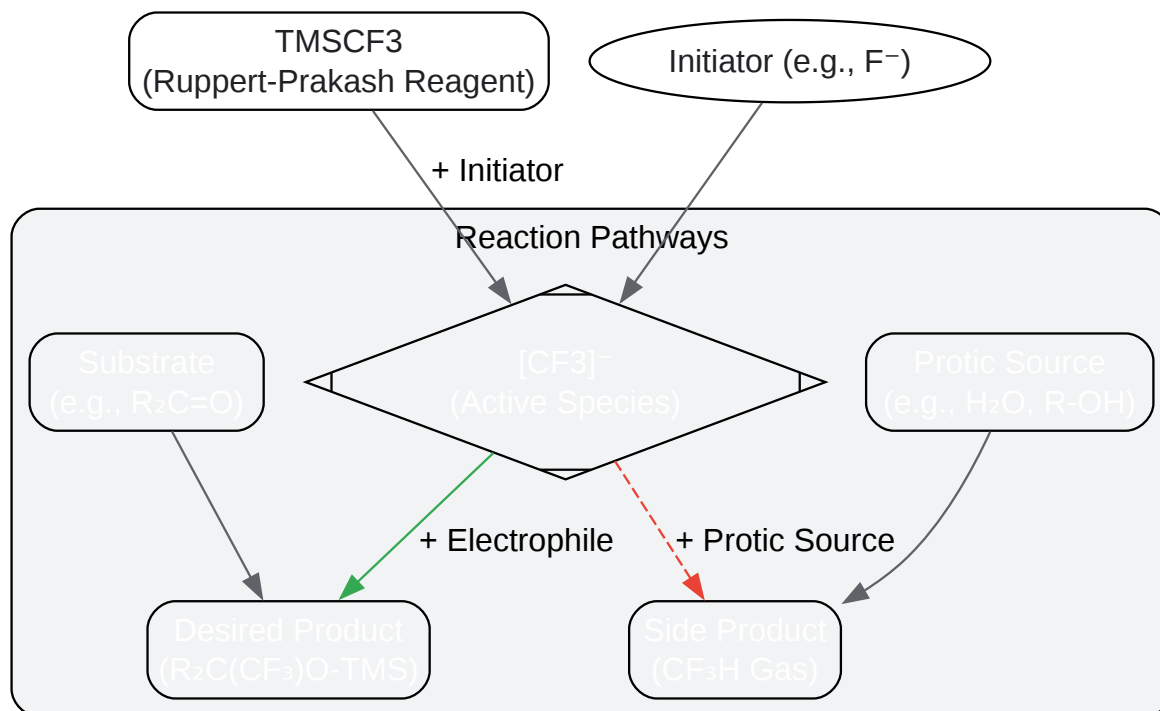 TMSCF3
(Ruppert-Prakash Reagent)
Initiator (e.g., F⁻)
+ Initiator
Reaction Pathways
Substrate
(e.g., R₂C=O)
[CF3]⁻
(Active Species)
Protic Source
(e.g., H₂O, R-OH)
+ Electrophile
+ Protic Source
Desired Product
(R₂C(CF₃)O-TMS)
Side Product
(CF₃H Gas)